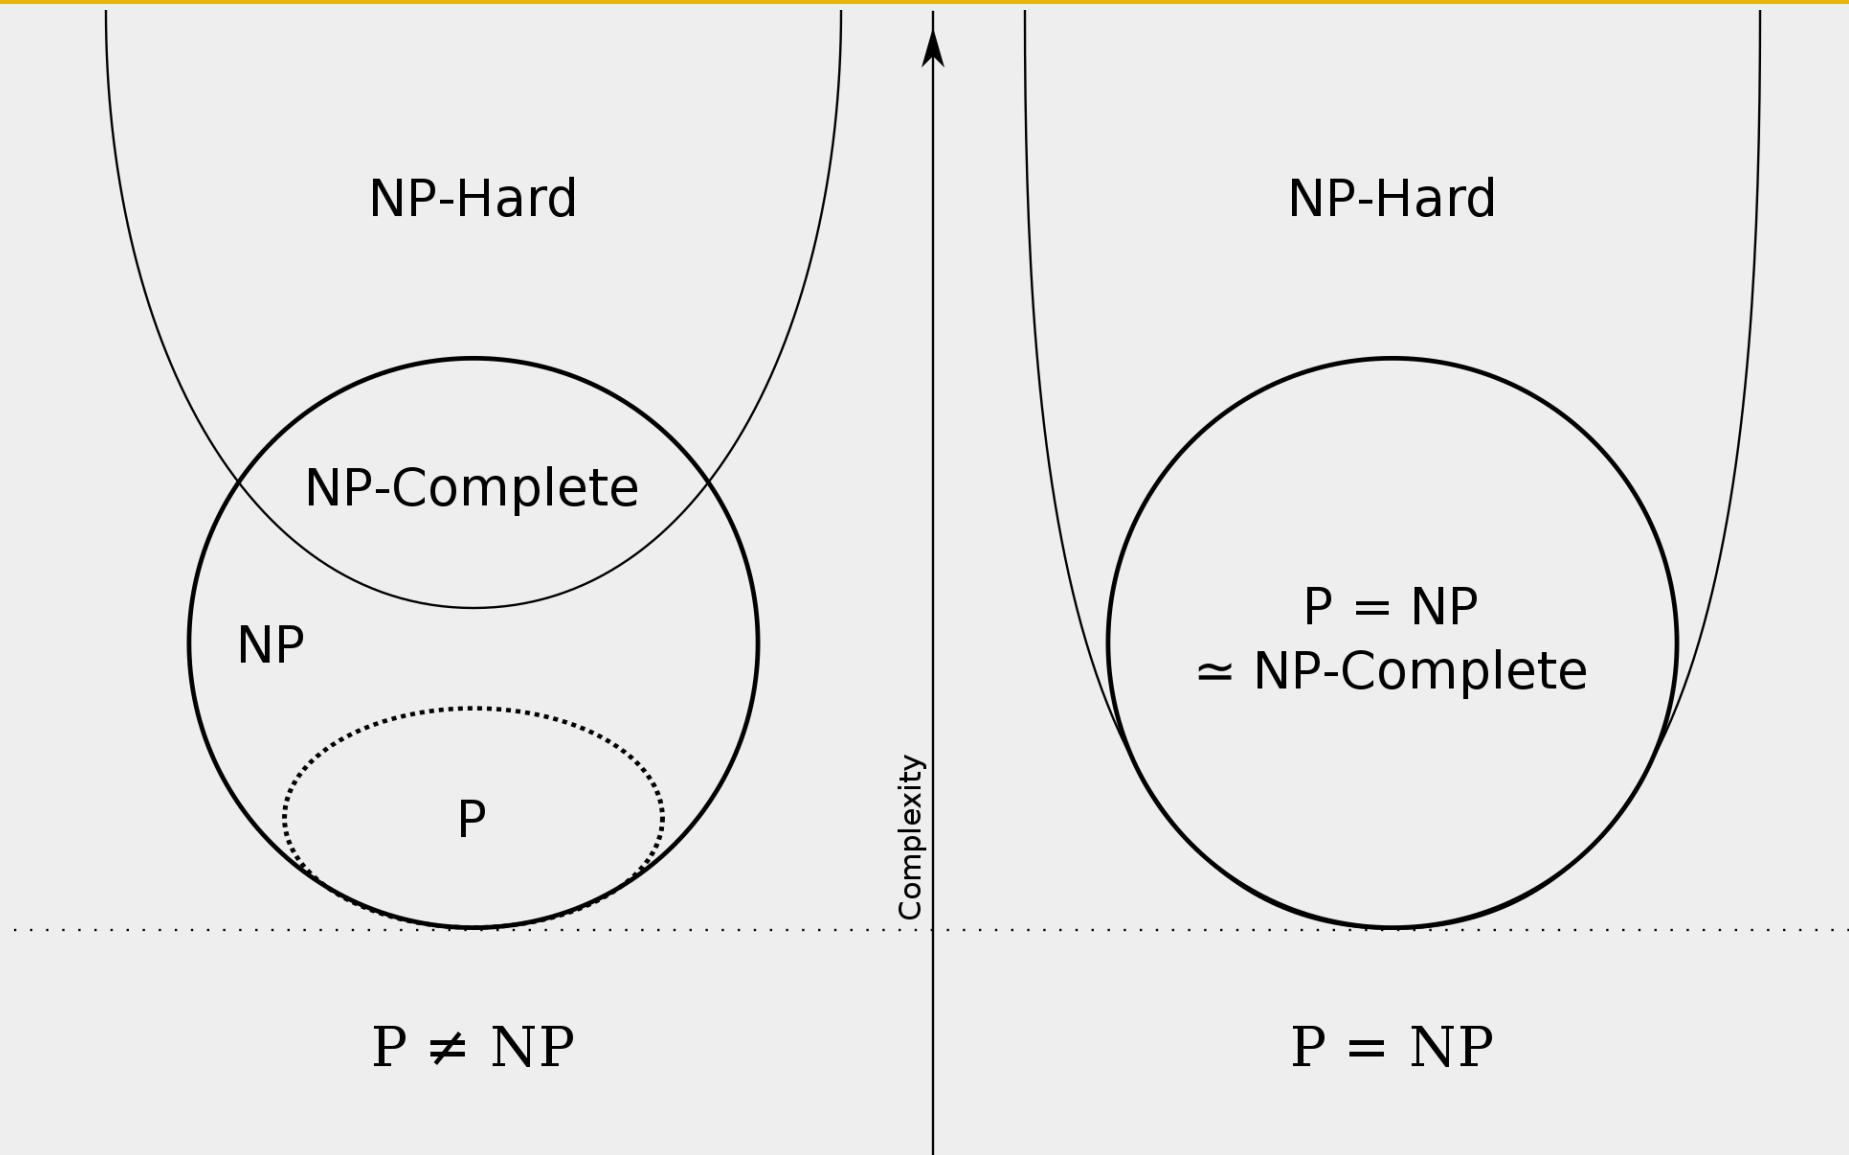 NP-Hard
NP-Complete
NP
P
P ≠ NP
Complexity
NP-Hard
P = NP
≃ NP-Complete
P = NP